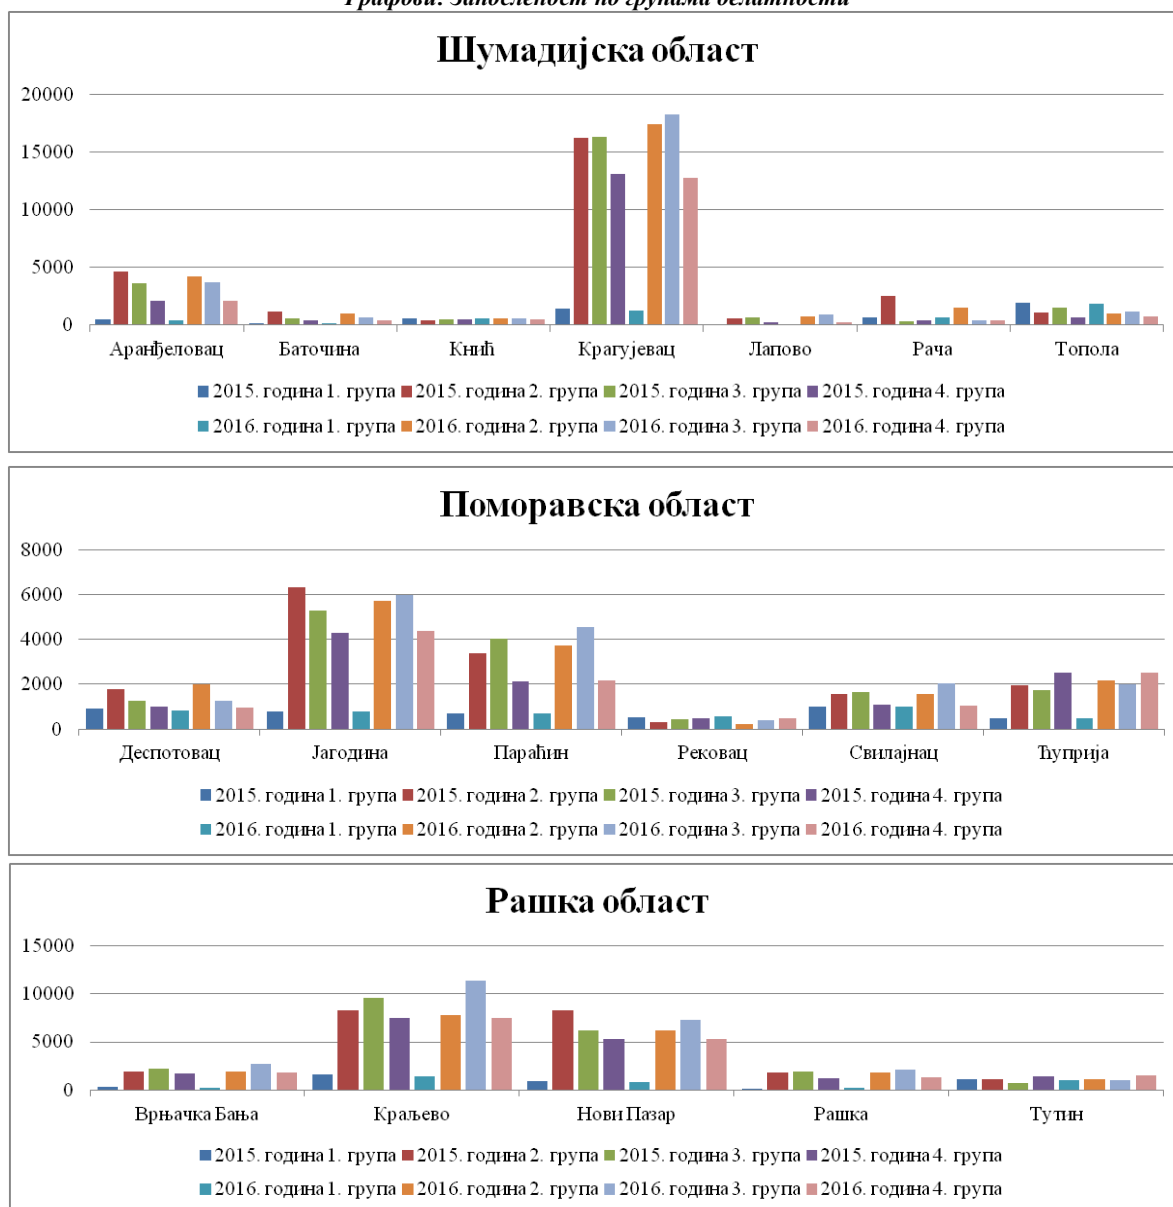 Графови: Запосленост по групама делатности
Шумадијска област
20000
15000
10000
5000
0
Аранђеловац Баточина Кнић Крагујевац Лапово Рача Топола
2015. година 1. група 2015. година 2. група 2015. година 3. група 2015. година 4. група
2016. година 1. група 2016. година 2. група 2016. година 3. група 2016. година 4. група
Поморавска област
8000
6000
4000
2000
0
Деспотовац Јагодина Параћин Рековац Свилајнац Ћуприја
2015. година 1. група 2015. година 2. група 2015. година 3. група 2015. година 4. група
2016. година 1. група 2016. година 2. група 2016. година 3. група 2016. година 4. група
Рашка област
15000
10000
5000
0
Врњачка Бања Краљево Нови Пазар Рашка Тутин
2015. година 1. група 2015. година 2. група 2015. година 3. група 2015. година 4. група
2016. година 1. група 2016. година 2. група 2016. година 3. група 2016. година 4. група